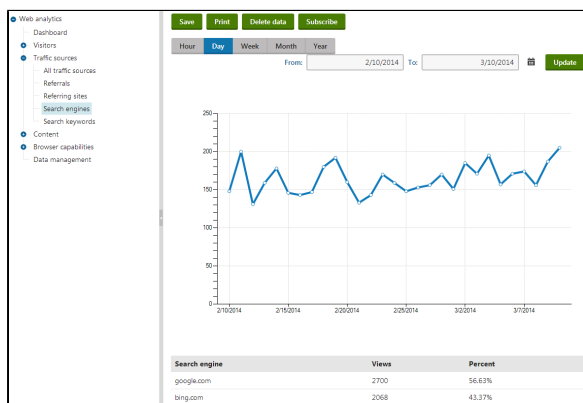 Web analytics
Dashboard
Visitors
Traffic sources
All traffic sources
Referrals
Referring sites
Search engines
Search keywords
Content
Browser capabilities
Data management
Save Print Delete data Subscribe
Hour Day Week Month Year
From: 2/10/2014 To: 3/10/2014 Update
250
200
150
100
50
0
2/10/2014 2/15/2014 2/20/2014 2/25/2014 3/2/2014 3/7/2014
Search engine Views Percent
google.com 2700 56.63%
bing.com 2068 43.37%